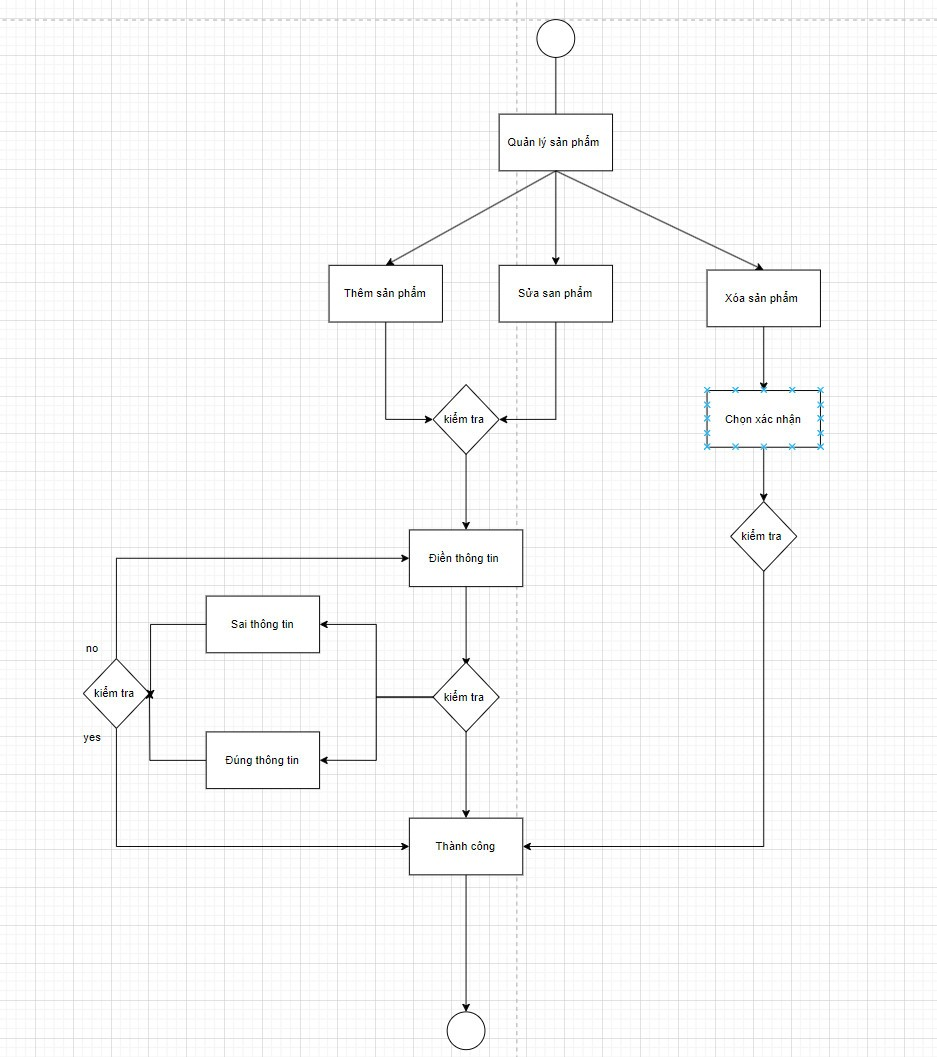 Quản lý sản phẩm
Thêm sản phẩm
Sửa san phẩm
Xóa sản phẩm
kiểm tra
Chọn xác nhận
kiểm tra
Điền thông tin
Sai thông tin
no
kiểm tra
kiểm tra
yes
Đúng thông tin
Thành công